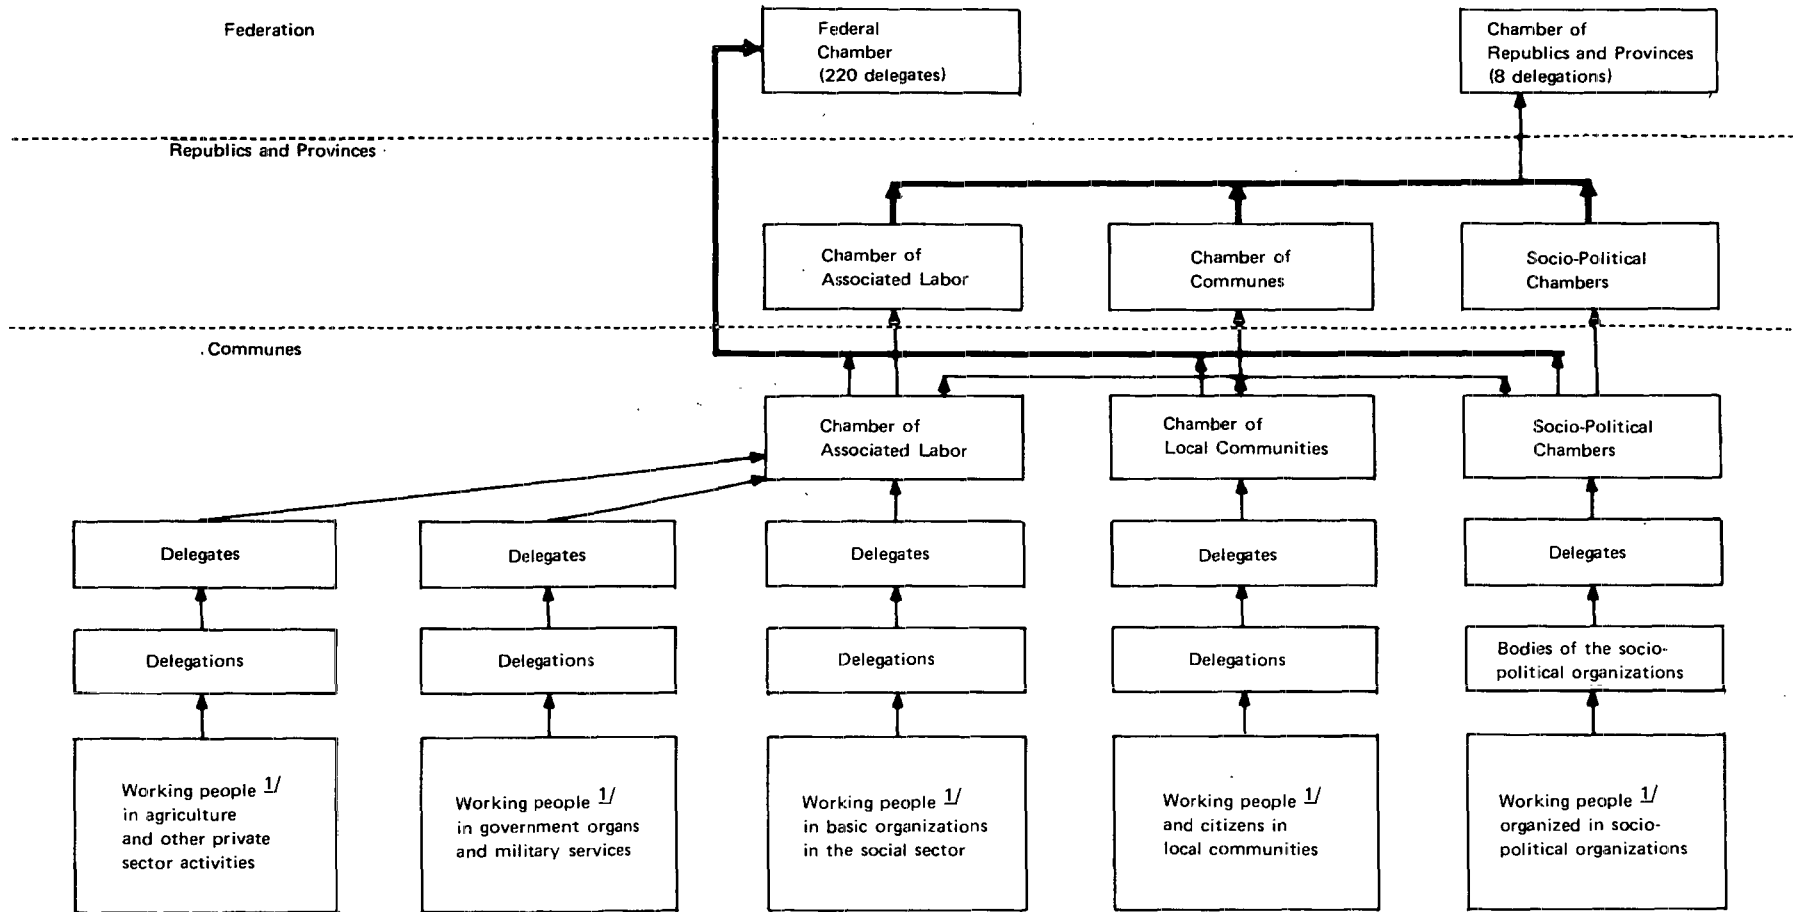 Federation
Federal
Chamber
(220 delegates)
Chamber of
Republics and Provinces
(8 delegations)
Republics and Provinces
Chamber of
Associated Labor
Chamber of
Communes
Socio-Political
Chambers
Communes
Chamber of
Associated Labor
Chamber of
Local Communities
Socio-Political
Chambers
Delegates
Delegates
Delegates
Delegates
Delegates
Delegations
Delegations
Delegations
Delegations
Bodies of the socio-
political organizations
Working people 1/
in agriculture
and other private
sector activities
Working people 1/
in government organs
and military services
Working people 1/
in basic organizations
in the social sector
Working people 1/
and citizens in
local communities
Working people 1/
organized in socio-
political organizations